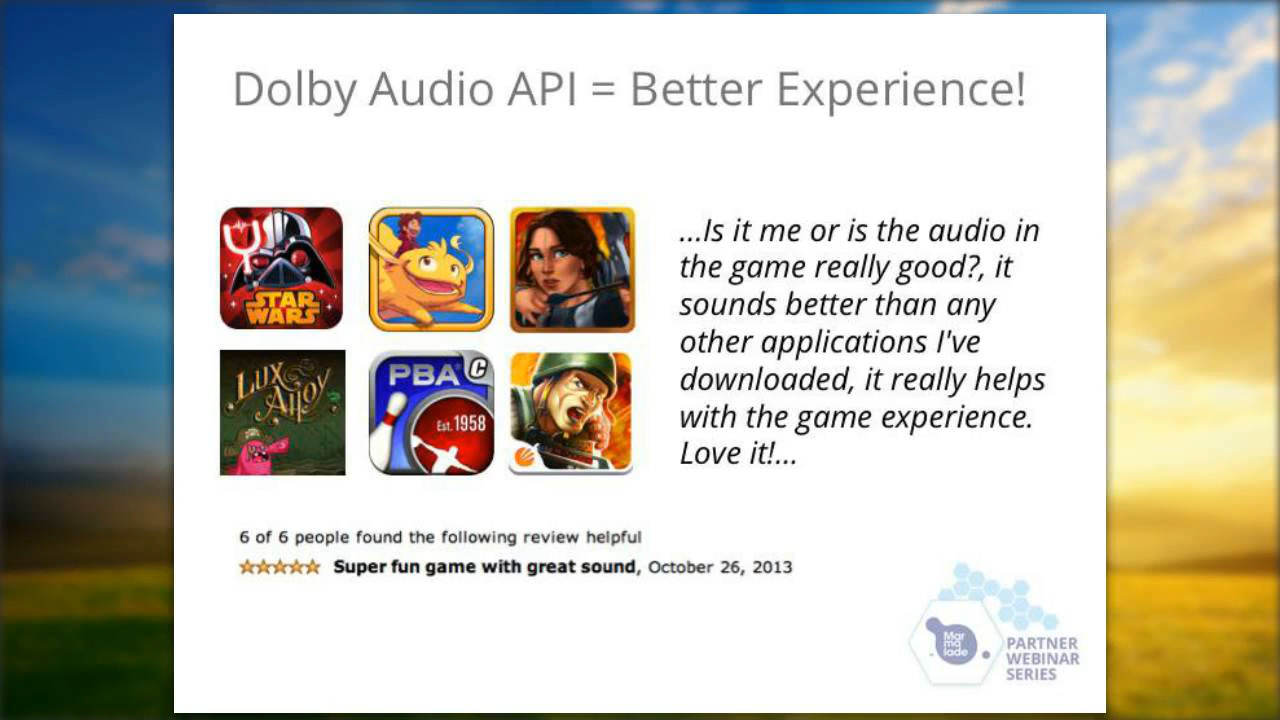 Dolby Audio API = Better Experience!
STAR
WARS
LUX
AHOY
PBA C
Est. 1958
...Is it me or is the audio in
the game really good?, it
sounds better than any
other applications I've
downloaded, it really helps
with the game experience.
Love it!...
6 of 6 people found the following review helpful
Super fun game with great sound, October 26, 2013
Mar
ma
lade
PARTNER
WEBINAR
SERIES